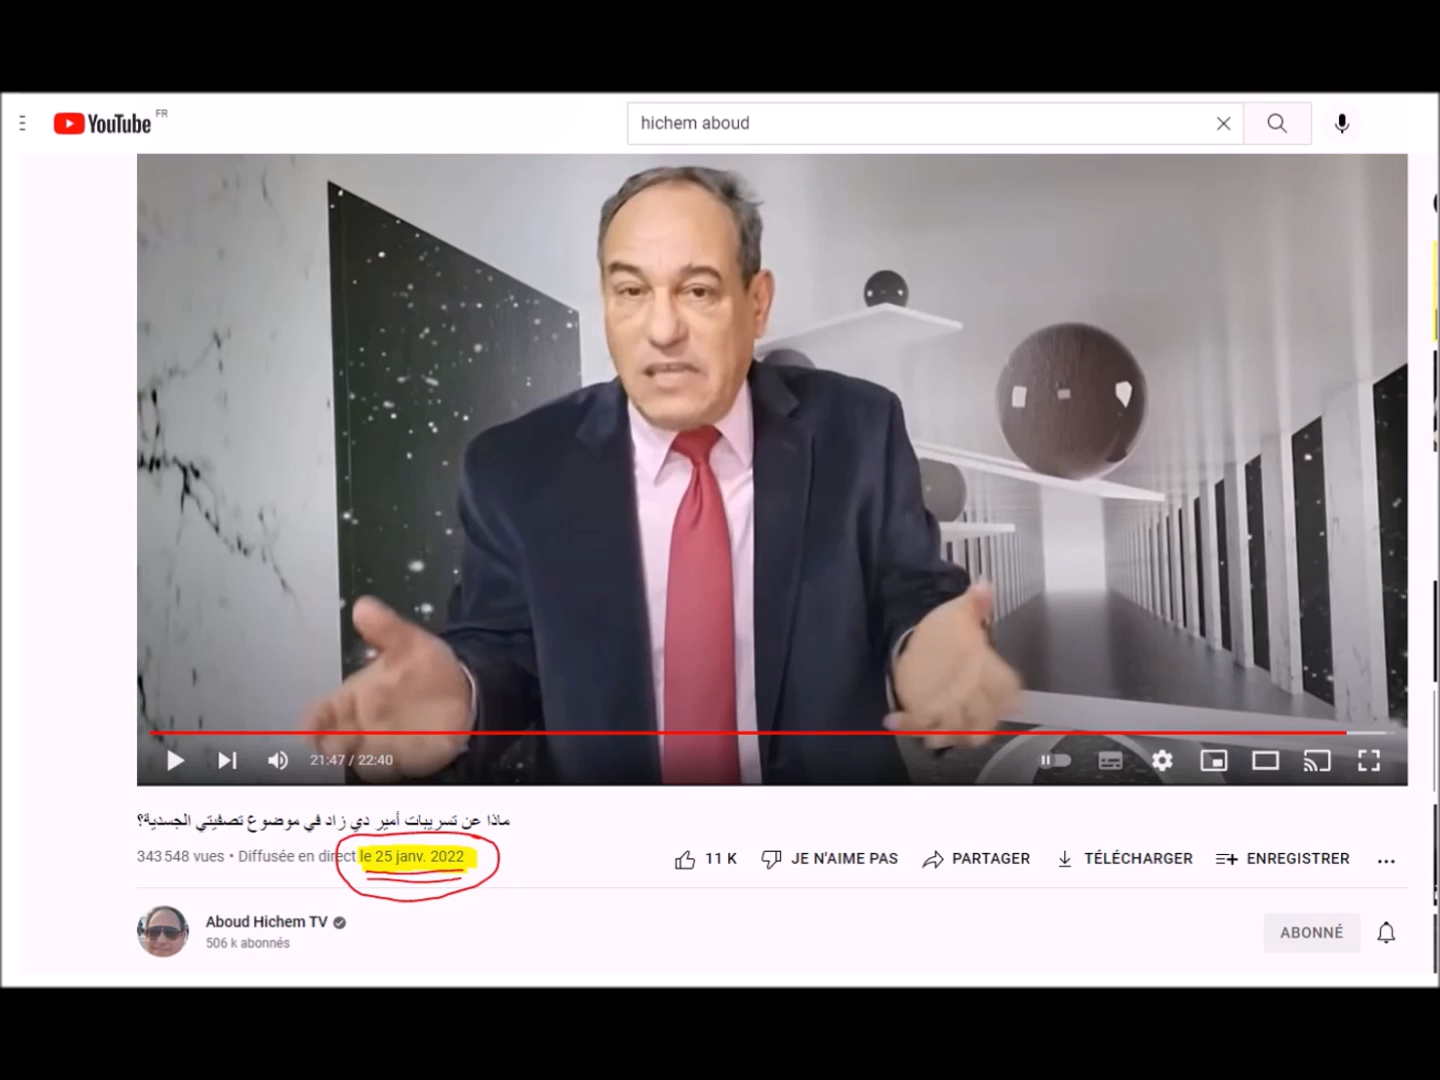 YouTube FR
hichem aboud
21:47 / 22:40
ماذا عن تسريبات أمير دي زاد في موضوع تصفيتي الجسدية؟
343 548 vues • Diffusée en direct le 25 janv. 2022
11 K JE N'AIME PAS PARTAGER TÉLÉCHARGER ENREGISTRER
Aboud Hichem TV
506 k abonnés
ABONNÉ